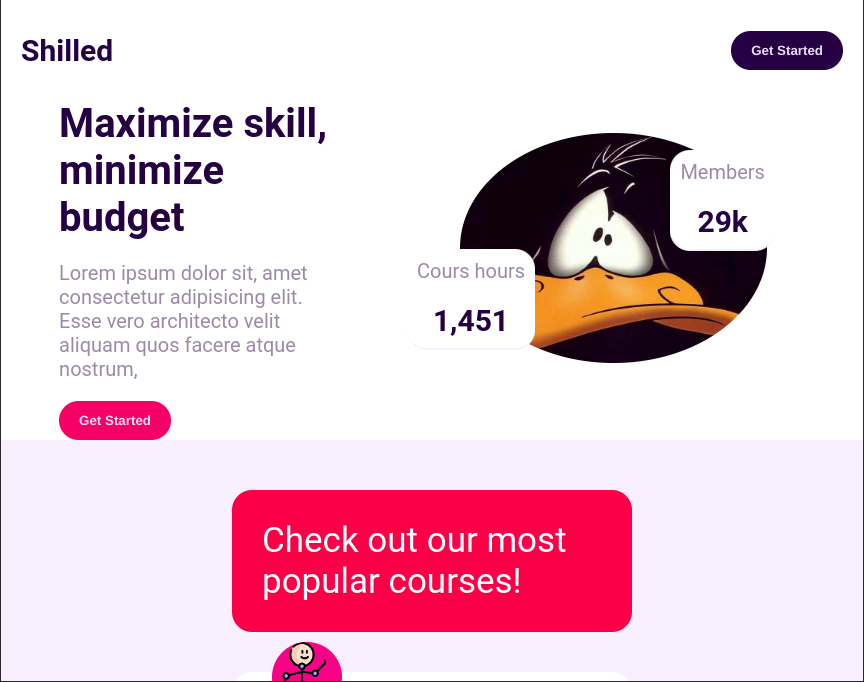 Shilled
Get Started
Maximize skill,
minimize
budget
Lorem ipsum dolor sit, amet
consectetur adipisicing elit.
Esse vero architecto velit
aliquam quos facere atque
nostrum,
Get Started
Members
29k
Cours hours
1,451
Check out our most
popular courses!